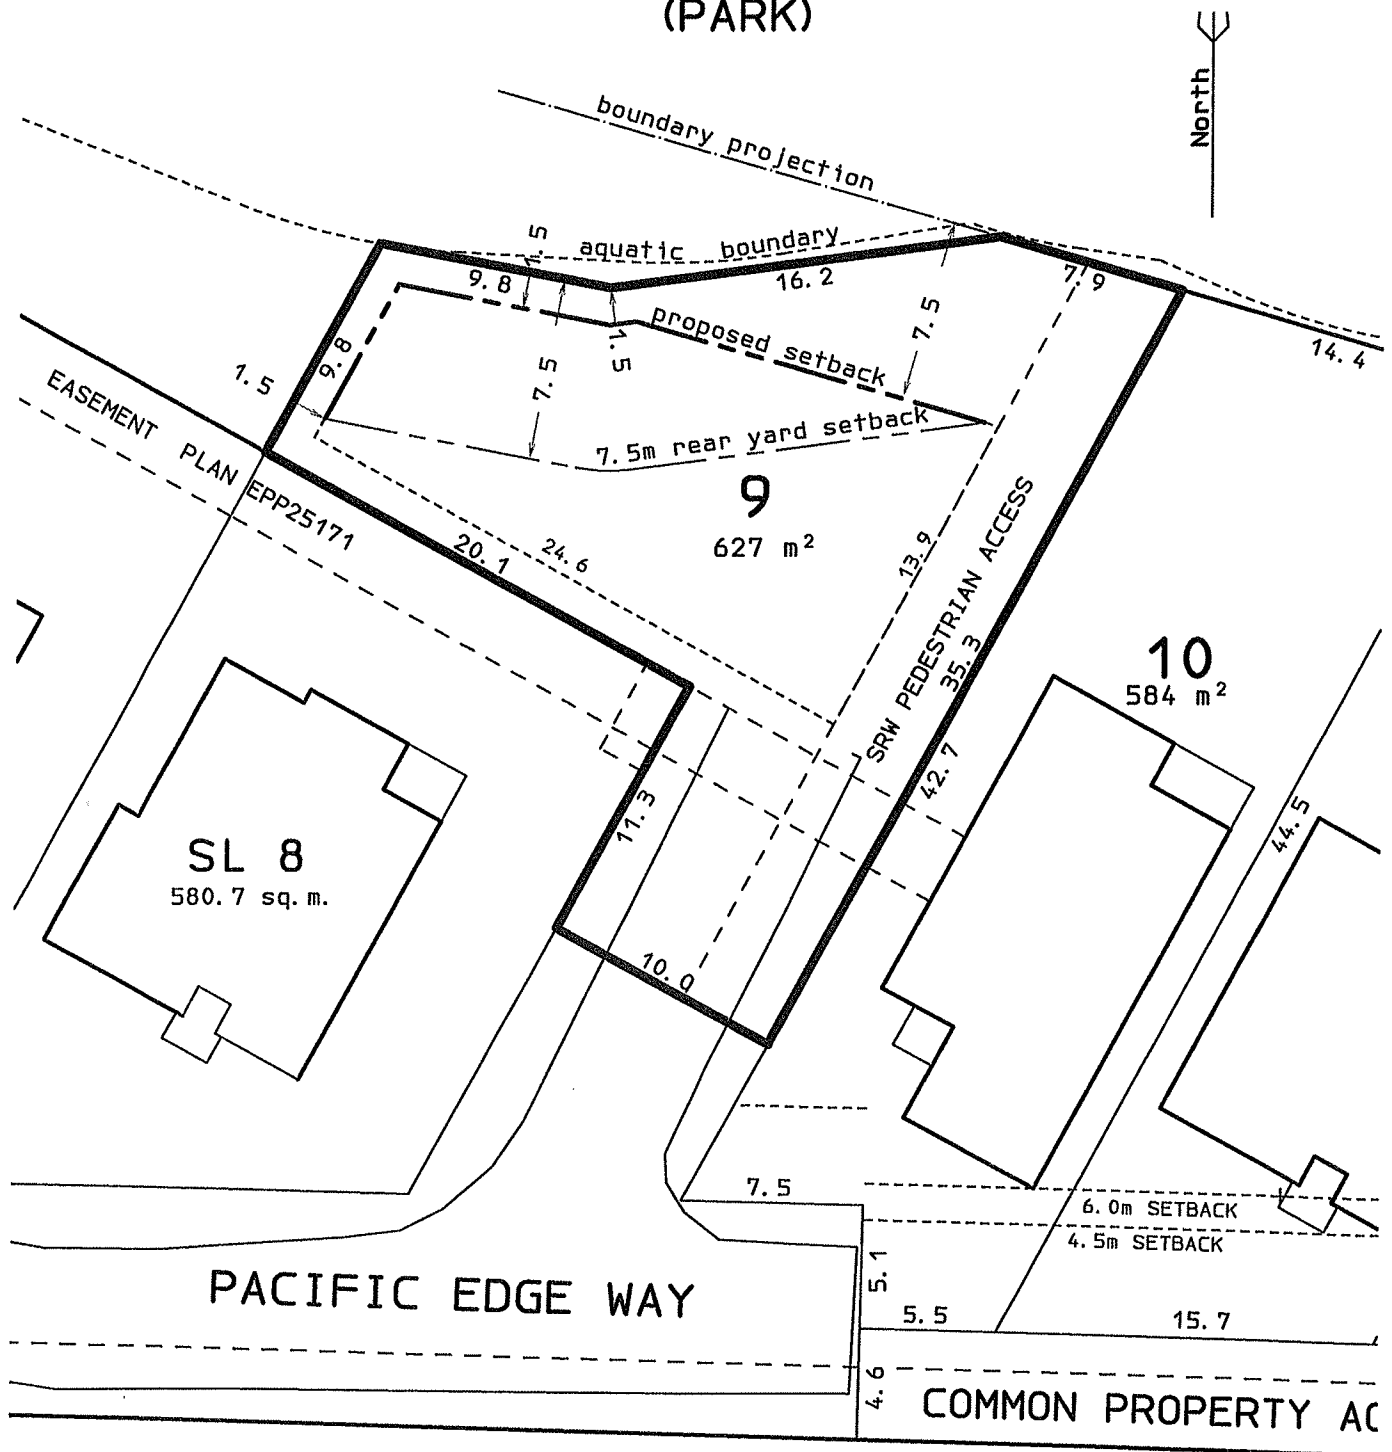 (PARK)
North
boundary projection
aquatic boundary
1.5
9.8
16.2
7.9
14.4
7.5
1.5
proposed setback
9.8
1.5
7.5
7.5m rear yard setback
EASEMENT PLAN EPP25171
9
627 m²
20.1
24.6
13.9
SRW PEDESTRIAN ACCESS
35.3
42.7
10
584 m²
44.5
11.3
SL 8
580.7 sq.m.
10.0
7.5
6.0m SETBACK
4.5m SETBACK
5.1
PACIFIC EDGE WAY
5.5
15.7
4.6
COMMON PROPERTY AC